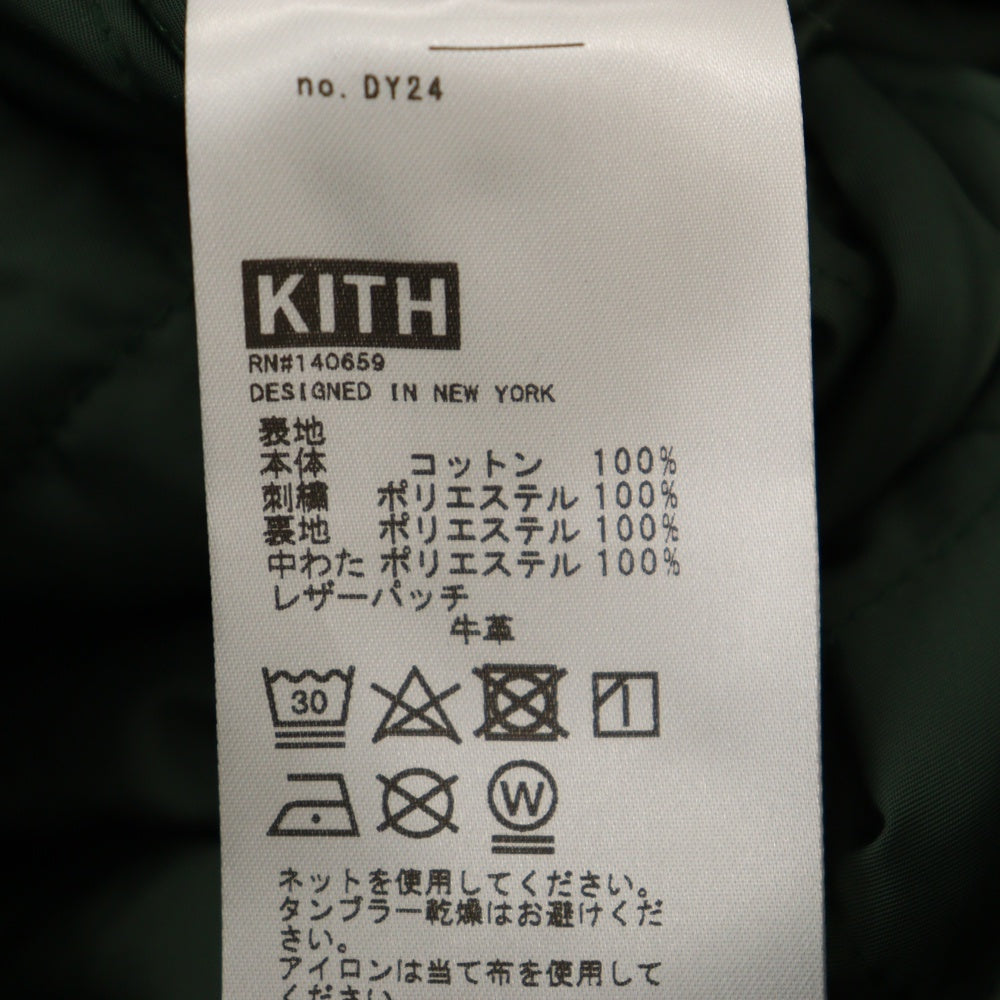 no. DY24
KITH
RN#140659
DESIGNED IN NEW YORK
表地
本体 コットン 100%
刺繍 ポリエステル 100%
裏地 ポリエステル 100%
中わた ポリエステル 100%
レザーパッチ
牛革
30
W
ネットを使用してください。
タンブラー乾燥はお避けくだ
さい。
アイロンは当て布を使用して
ください。